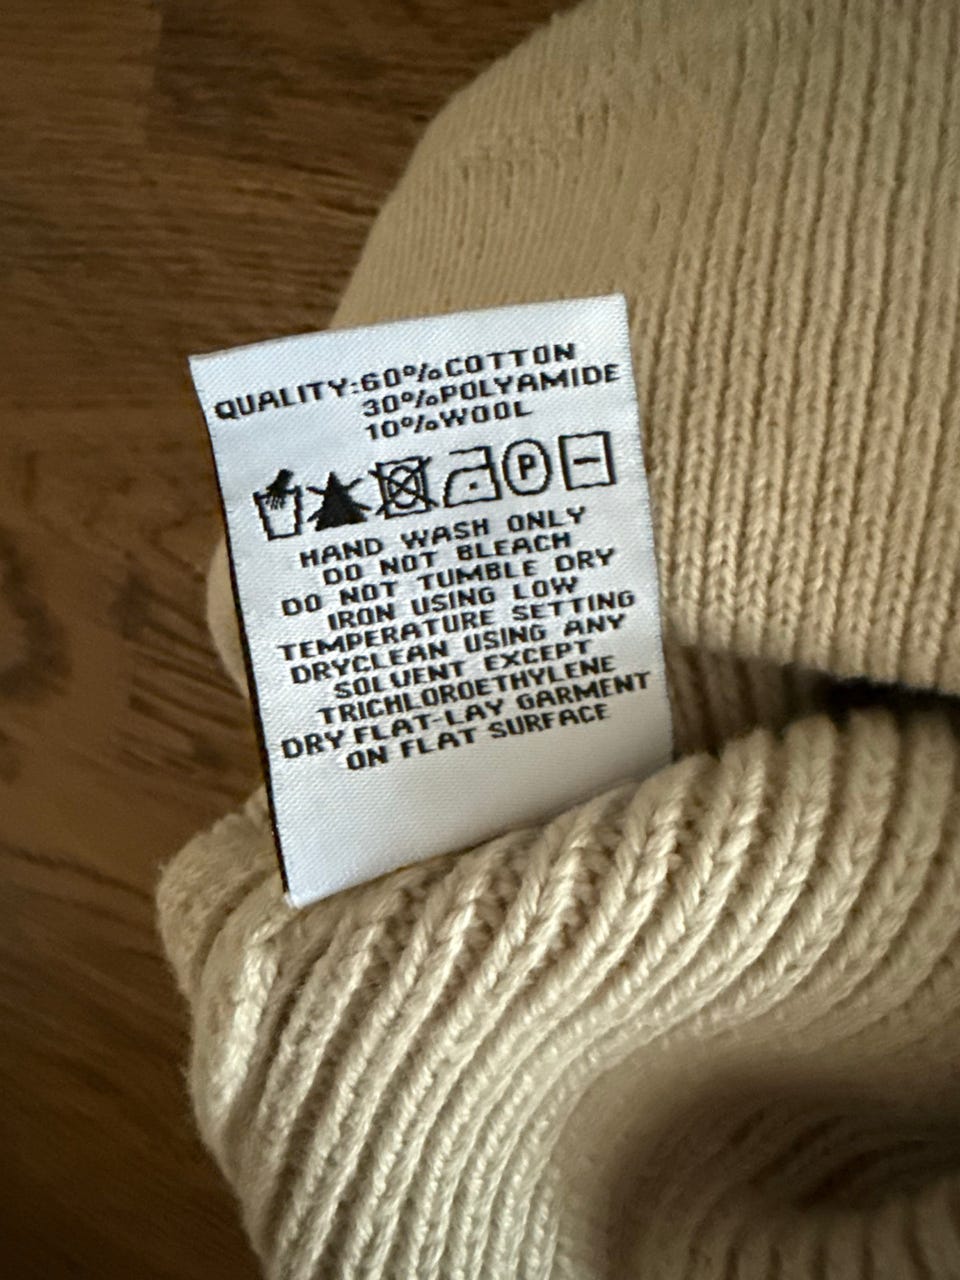 QUALITY:60%COTTON
30%POLYAMIDE
10%WOOL
P
HAND WASH ONLY
DO NOT BLEACH
DO NOT TUMBLE DRY
IRON USING LOW
TEMPERATURE SETTING
DRYCLEAN USING ANY
SOLVENT EXCEPT
TRICHLOROETHYLENE
DRY FLAT-LAY GARMENT
ON FLAT SURFACE